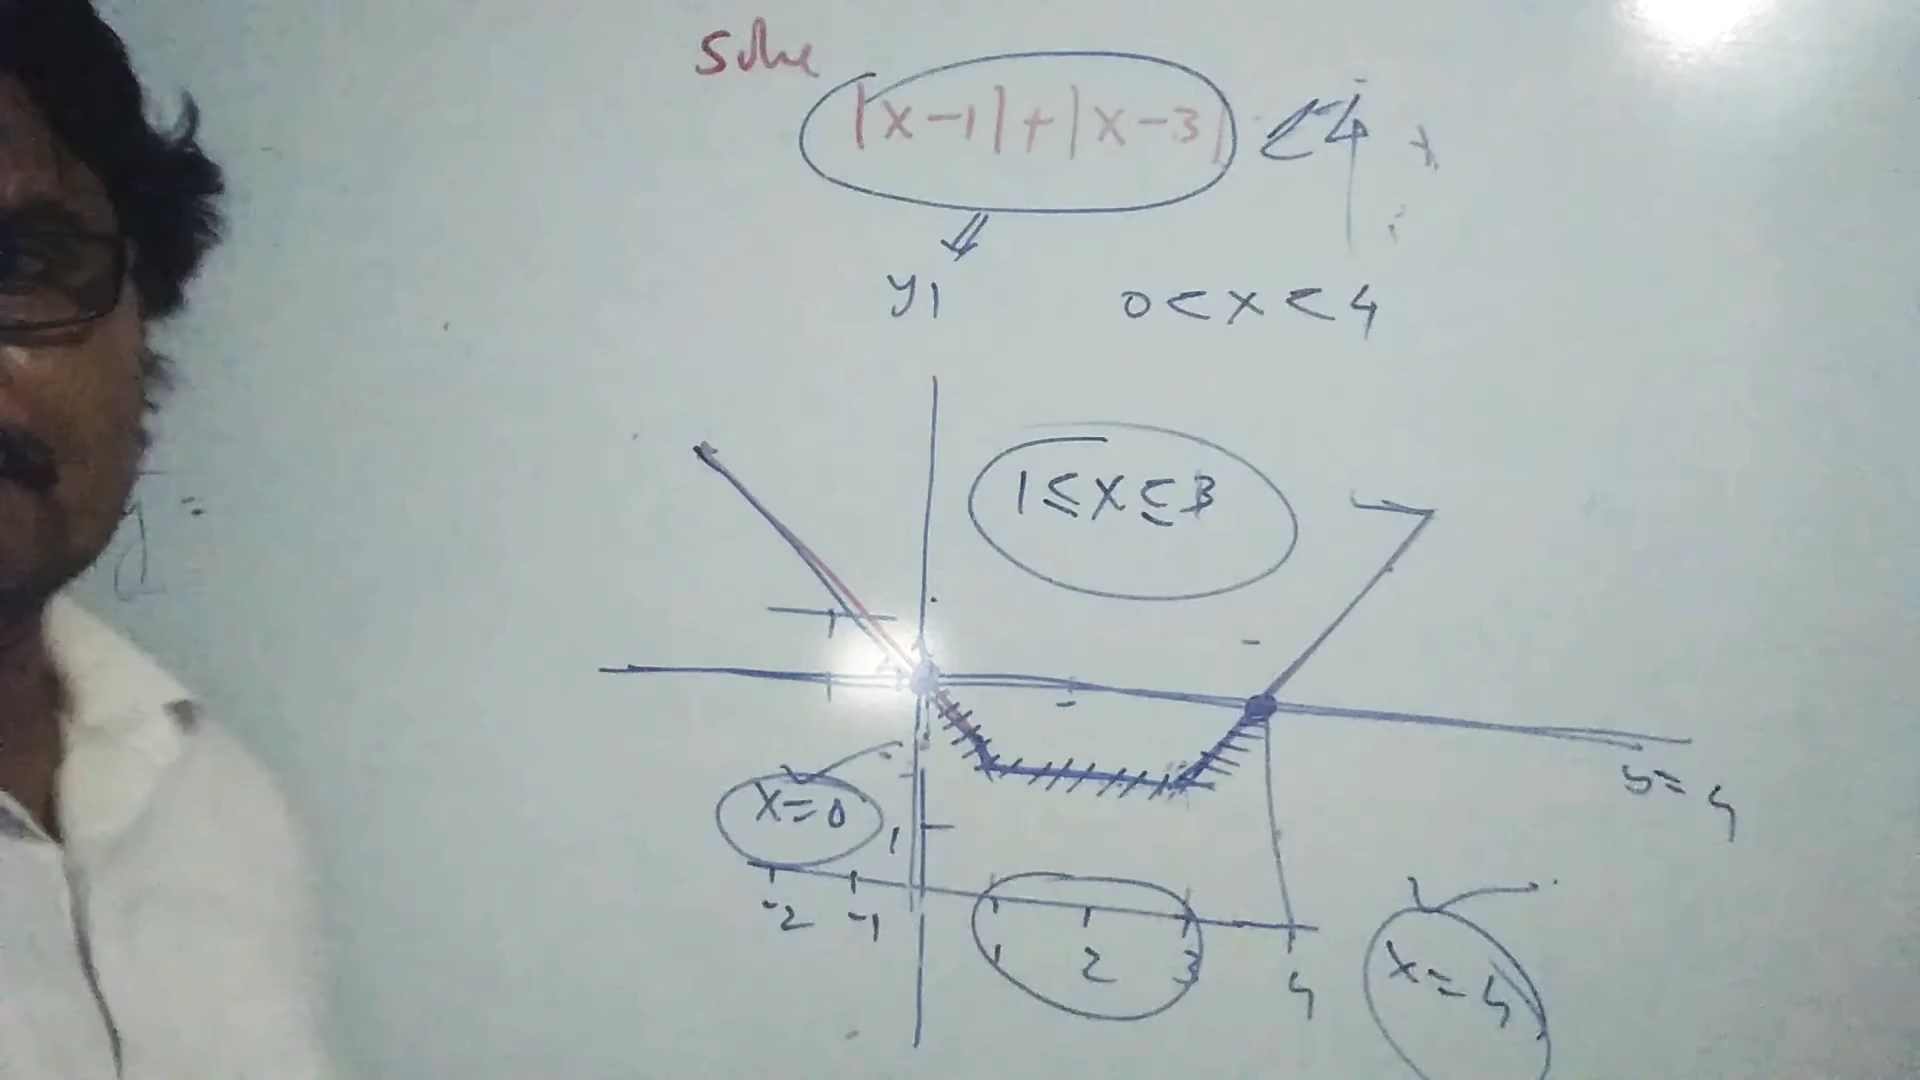 Solve
|x-1|+|x-3| <4
y1 0<x<4
1≤x≤3
y=4
x=0
1
-2 -1 1 2 3 4
x=4